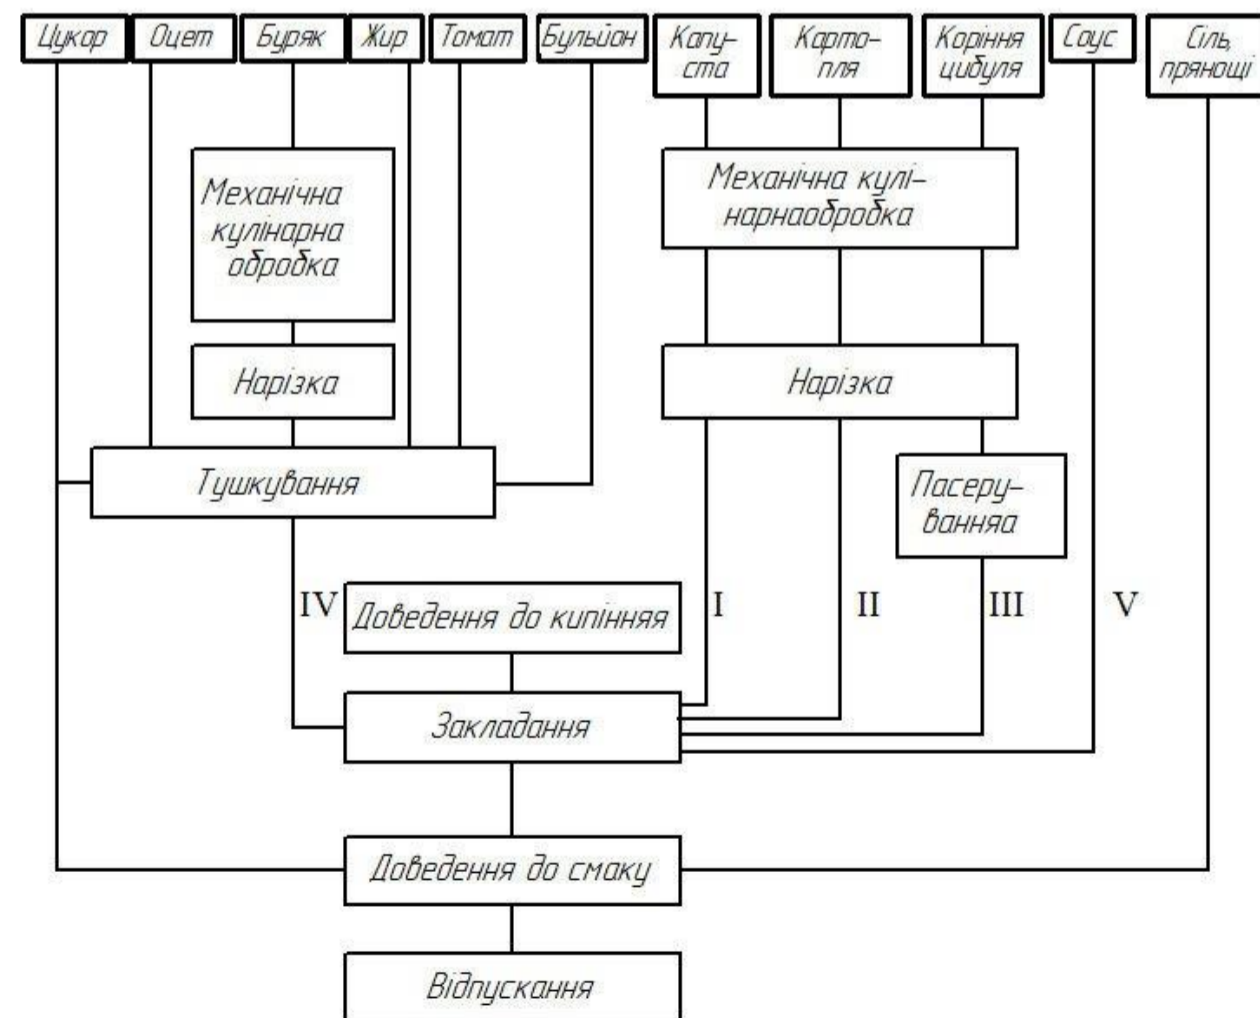 Цукор
Оцет
Буряк
Жир
Томат
Бульйон
Капу-
ста
Карто-
пля
Коріння
цибуля
Соус
Сіль,
прянощі
Механічна
кулінарна
обробка
Механічна кулі-
нарнаобробка
Нарізка
Нарізка
Тушкування
Пасеру-
ванняа
IV
Доведення до кипінняя
I
II
III
V
Закладання
Доведення до смаку
Відпускання